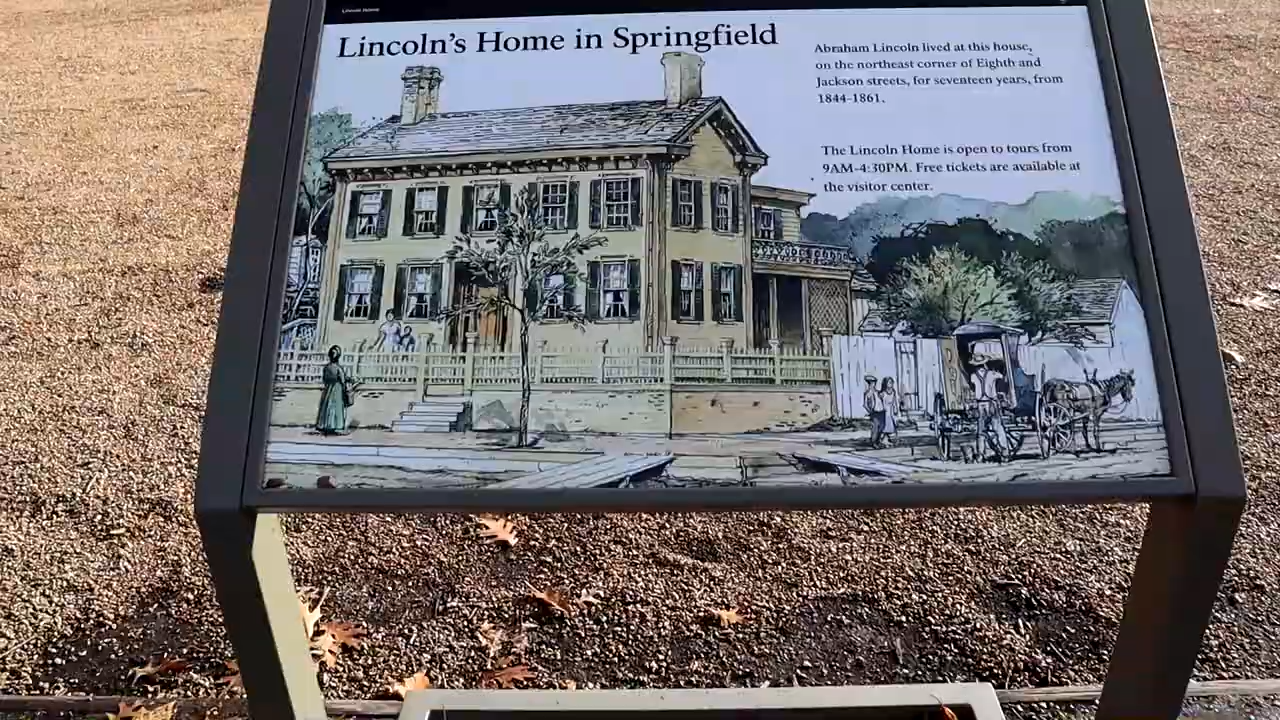 Lincoln Home
Lincoln's Home in Springfield
Abraham Lincoln lived at this house,
on the northeast corner of Eighth and
Jackson streets, for seventeen years, from
1844-1861.
The Lincoln Home is open to tours from
9AM-4:30PM. Free tickets are available at
the visitor center.